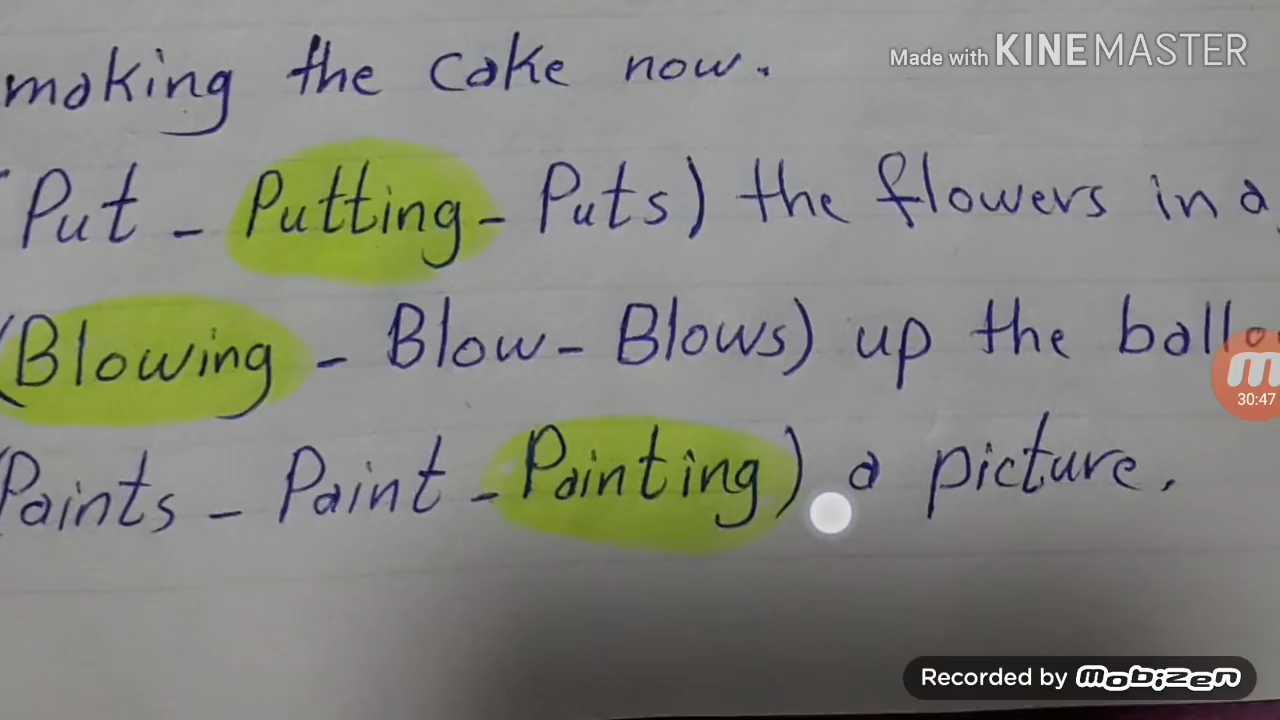 Made with KINEMASTER
making the cake now.
Put - Putting - Puts) the flowers in a
(Blowing - Blow - Blows) up the ballo
30:47
(Paints - Paint - Painting) a picture.
Recorded by mobizen